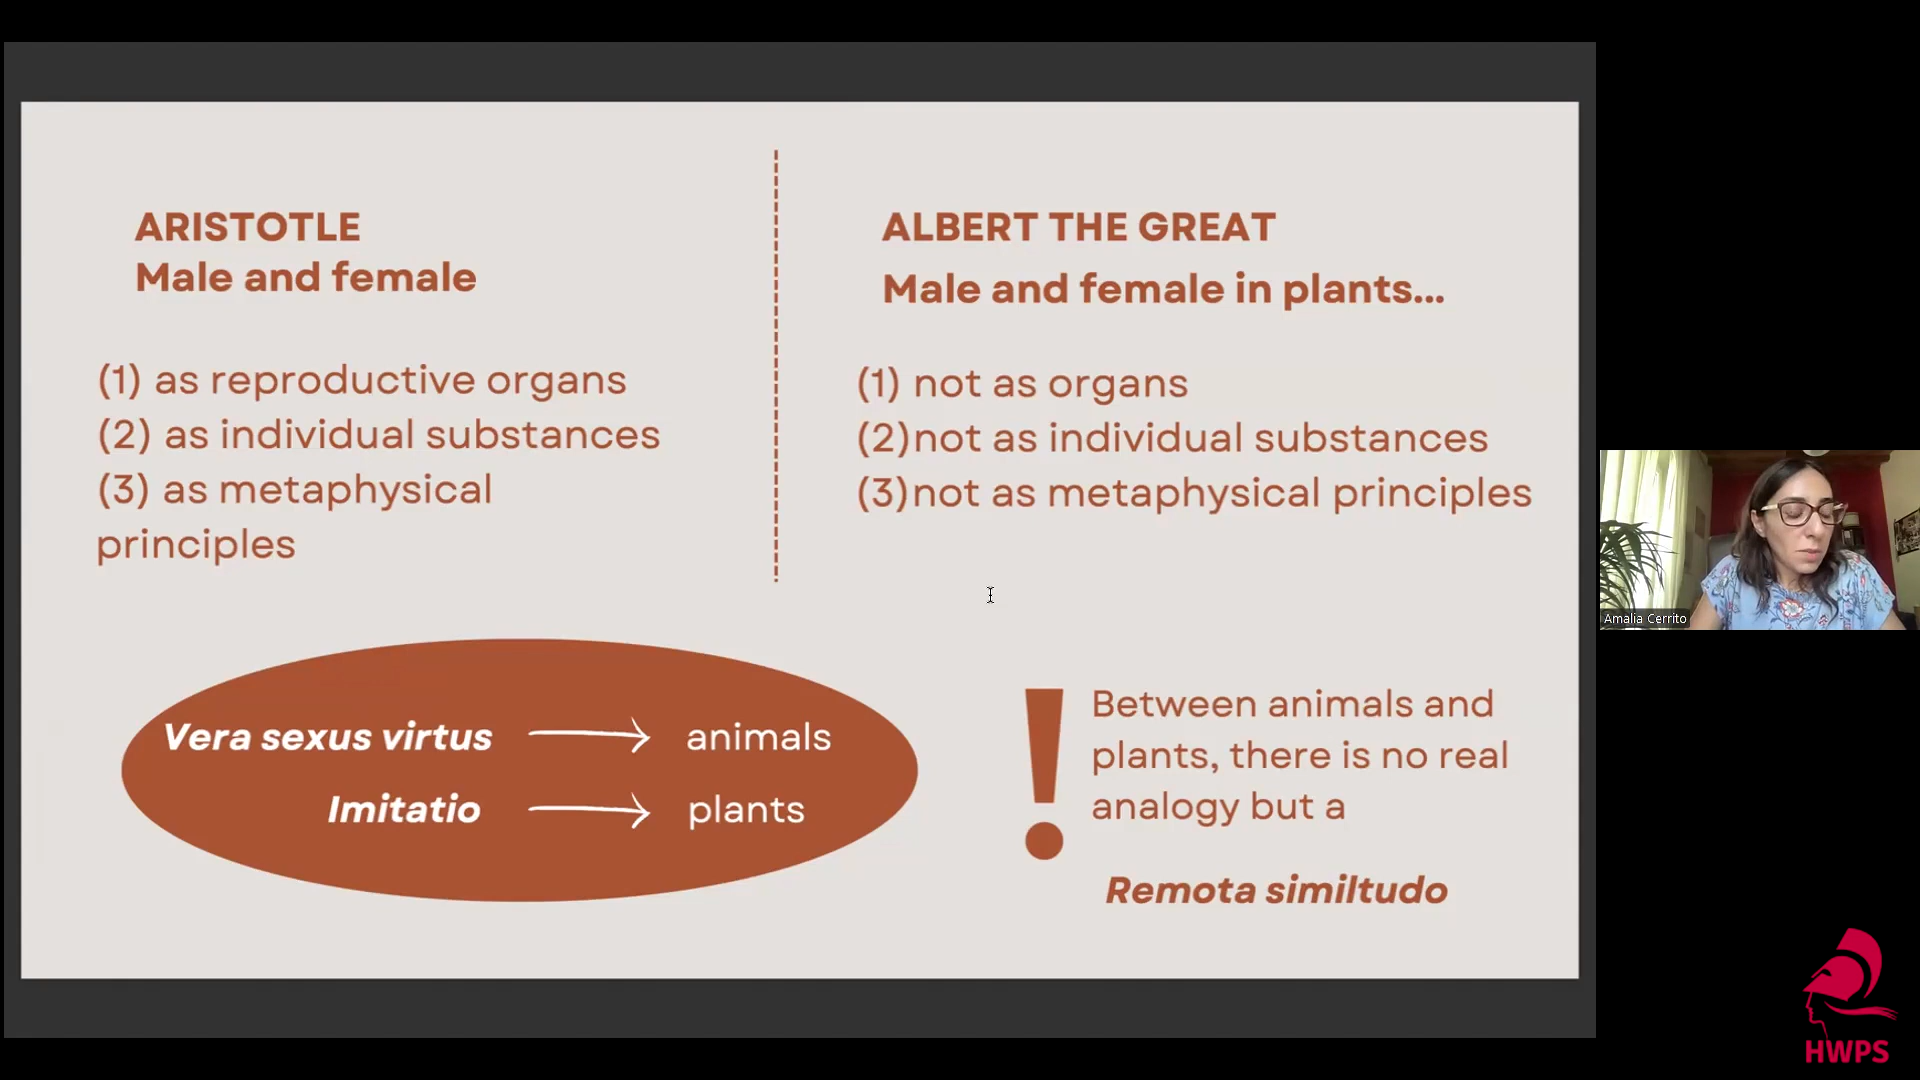 ARISTOTLE
Male and female
(1) as reproductive organs
(2) as individual substances
(3) as metaphysical
principles
ALBERT THE GREAT
Male and female in plants...
(1) not as organs
(2)not as individual substances
(3)not as metaphysical principles
Vera sexus virtus → animals
Imitatio → plants
! Between animals and
plants, there is no real
analogy but a
Remota similtudo
Amalia Cerrito
HWPS